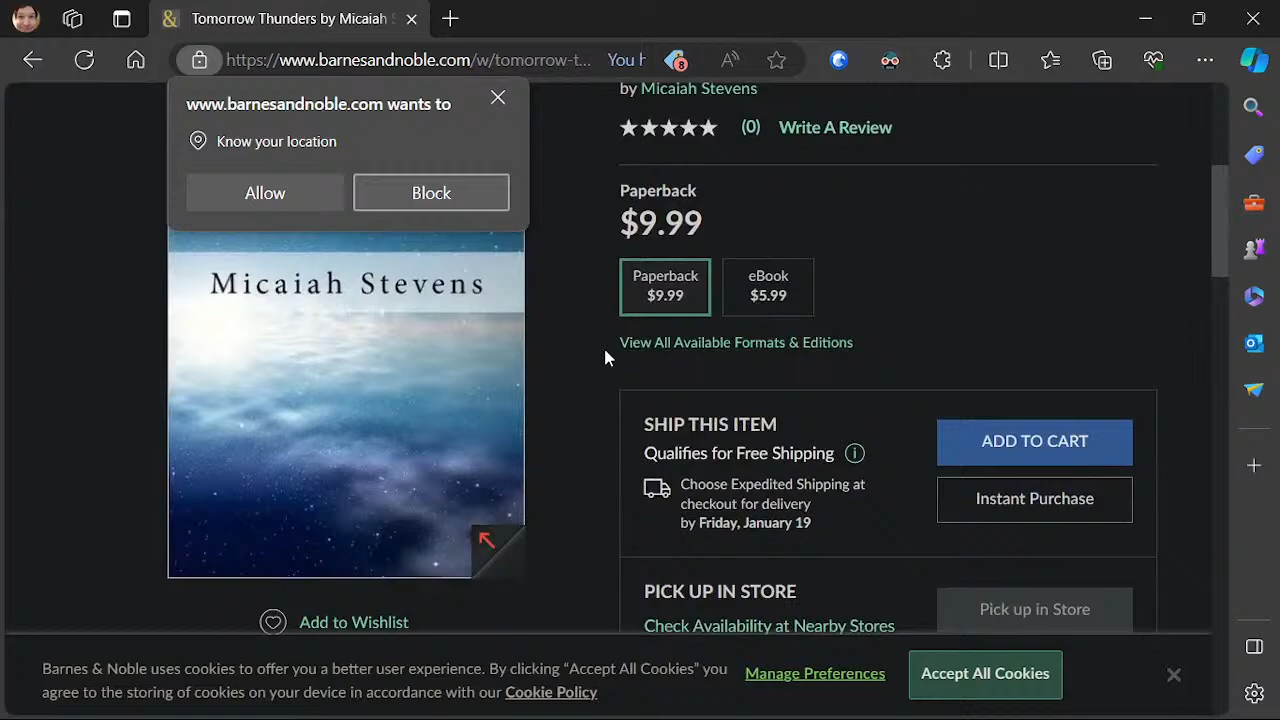 Tomorrow Thunders by Micaiah S
https://www.barnesandnoble.com/w/tomorrow-t... You h
8
www.barnesandnoble.com wants to
Know your location
Allow Block
by Micaiah Stevens
(0) Write A Review
Paperback
$9.99
Paperback
$9.99
eBook
$5.99
View All Available Formats & Editions
Micaiah Stevens
SHIP THIS ITEM
Qualifies for Free Shipping
Choose Expedited Shipping at
checkout for delivery
by Friday, January 19
ADD TO CART
Instant Purchase
PICK UP IN STORE
Check Availability at Nearby Stores
Pick up in Store
Add to Wishlist
Barnes & Noble uses cookies to offer you a better user experience. By clicking “Accept All Cookies” you
agree to the storing of cookies on your device in accordance with our Cookie Policy
Manage Preferences
Accept All Cookies